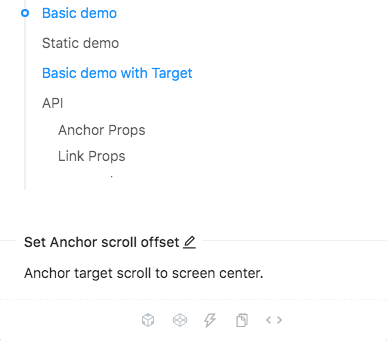 Basic demo
Static demo
Basic demo with Target
API
Anchor Props
Link Props
Set Anchor scroll offset
Anchor target scroll to screen center.